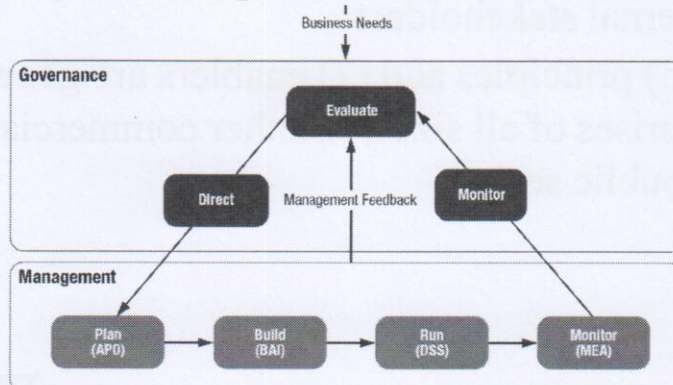 Business Needs
Governance
Evaluate
Direct
Management Feedback
Monitor
Management
Plan
(APO)
Build
(BAI)
Run
(DSS)
Monitor
(MEA)